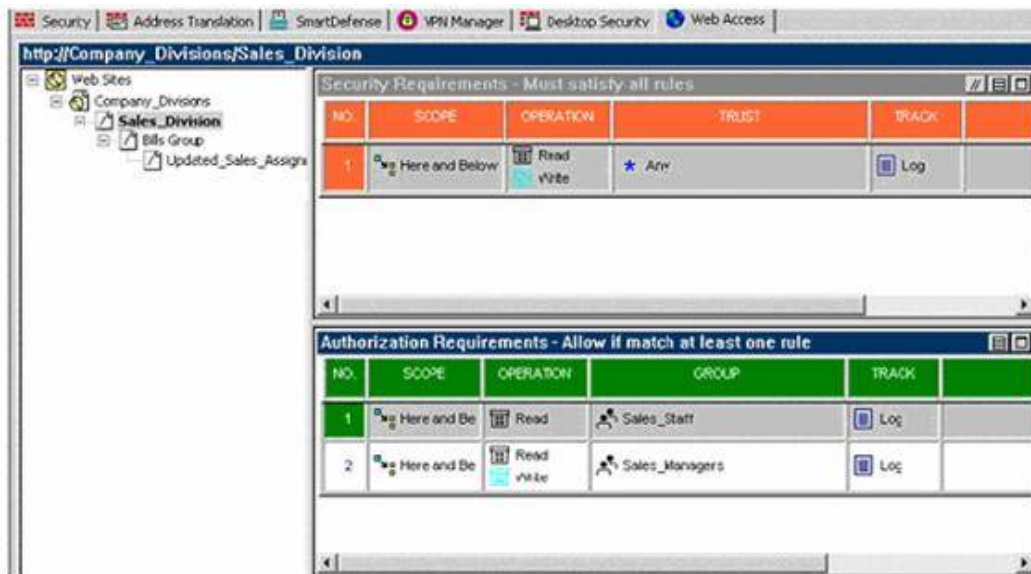 Security Address Translation SmartDefense VPN Manager Desktop Security Web Access
http://Company_Divisions/Sales_Division
Web Sites
Company_Divisions
Sales_Division
Bills Group
Updated_Sales_Assign
Security Requirements - Must satisfy all rules
NO. SCOPE OPERATION TRUST TRACK
1 Here and Below Read Write * Any Log
Authorization Requirements - Allow if match at least one rule
NO. SCOPE OPERATION GROUP TRACK
1 Here and Be Read Sales_Staff Log
2 Here and Be Read Write Sales_Managers Log